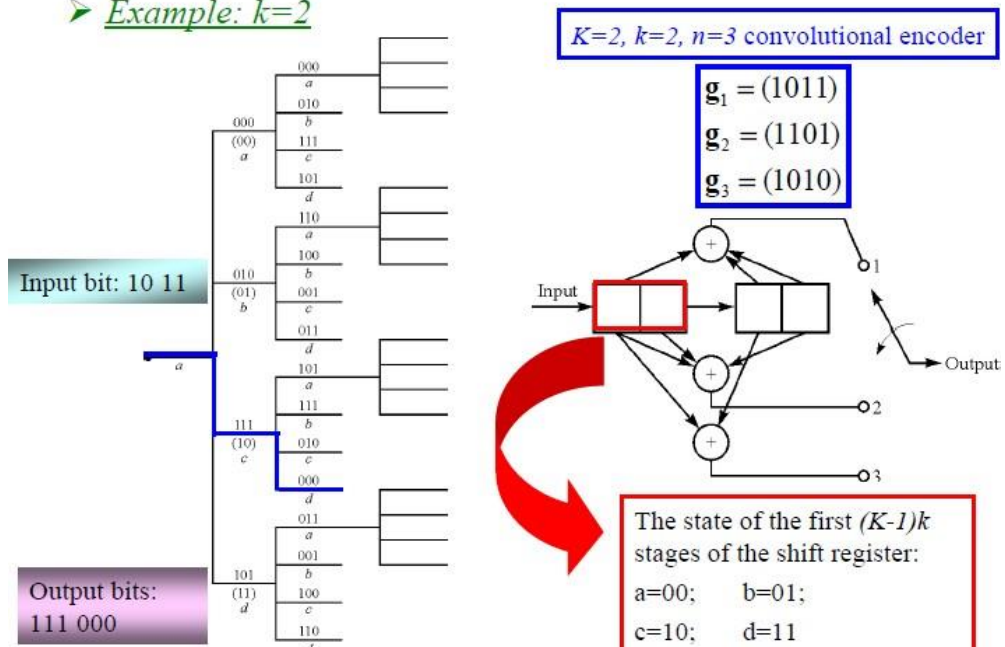 ➤ Example: k=2
000
a
010
b
111
c
101
d
000
(00)
a
110
a
100
b
001
c
011
d
010
(01)
b
Input bit: 10 11
a
101
a
111
b
010
c
000
d
111
(10)
c
011
a
001
b
100
c
110
101
(11)
d
Output bits:
111 000
K=2, k=2, n=3 convolutional encoder
g1 = (1011)
g2 = (1101)
g3 = (1010)
+
1
Input
Output
+
2
+
3
The state of the first (K-1)k
stages of the shift register:
a=00; b=01;
c=10; d=11